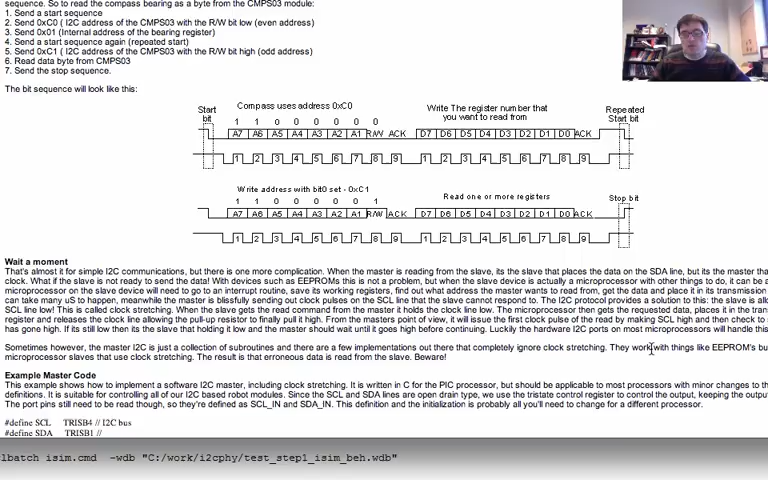 sequence. So to read the compass bearing as a byte from the CMPS03 module:
1. Send a start sequence
2. Send 0xC0 ( I2C address of the CMPS03 with the R/W bit low (even address)
3. Send 0x01 (Internal address of the bearing register)
4. Send a start sequence again (repeated start)
5. Send 0xC1 ( I2C address of the CMPS03 with the R/W bit high (odd address)
6. Read data byte from CMPS03
7. Send the stop sequence.
The bit sequence will look like this:
Start bit
Compass uses address 0xC0
Write The register number that you want to read from
Repeated Start bit
1 1 0 0 0 0 0 0
A7 A6 A5 A4 A3 A2 A1 R/W ACK D7 D6 D5 D4 D3 D2 D1 D0 ACK
1 2 3 4 5 6 7 8 9 1 2 3 4 5 6 7 8 9
Write address with bit0 set - 0xC1
Read one or more registers
Stop bit
1 1 0 0 0 0 0 1
A7 A6 A5 A4 A3 A2 A1 R/W ACK D7 D6 D5 D4 D3 D2 D1 D0 ACK
1 2 3 4 5 6 7 8 9 1 2 3 4 5 6 7 8 9
Wait a moment
That's almost it for simple I2C communications, but there is one more complication. When the master is reading from the slave, its the slave that places the data on the SDA line, but its the master tha
clock. What if the slave is not ready to send the data! With devices such as EEPROMs this is not a problem, but when the slave device is actually a microprocessor with other things to do, it can be a
microprocessor on the slave device will need to go to an interrupt routine, save its working registers, find out what address the master wants to read from, get the data and place it in its transmission
can take many uS to happen, meanwhile the master is blissfully sending out clock pulses on the SCL line that the slave cannot respond to. The I2C protocol provides a solution to this: the slave is allo
SCL line low! This is called clock stretching. When the slave gets the read command from the master it holds the clock line low. The microprocessor then gets the requested data, places it in the tran
register and releases the clock line allowing the pull-up resistor to finally pull it high. From the masters point of view, it will issue the first clock pulse of the read by making SCL high and then check to
has gone high. If its still low then its the slave that holding it low and the master should wait until it goes high before continuing. Luckily the hardware I2C ports on most microprocessors will handle this
Sometimes however, the master I2C is just a collection of subroutines and there are a few implementations out there that completely ignore clock stretching. They work with things like EEPROM's bu
microprocessor slaves that use clock stretching. The result is that erroneous data is read from the slave. Beware!
Example Master Code
This example shows how to implement a software I2C master, including clock stretching. It is written in C for the PIC processor, but should be applicable to most processors with minor changes to th
definitions. It is suitable for controlling all of our I2C based robot modules. Since the SCL and SDA lines are open drain type, we use the tristate control register to control the output, keeping the outpu
The port pins still need to be read though, so they're defined as SCL_IN and SDA_IN. This definition and the initialization is probably all you'll need to change for a different processor.
#define SCL TRISB4 // I2C bus
#define SDA TRISB1 //
lbatch isim.cmd -wdb "C:/work/i2cphy/test_step1_isim_beh.wdb"